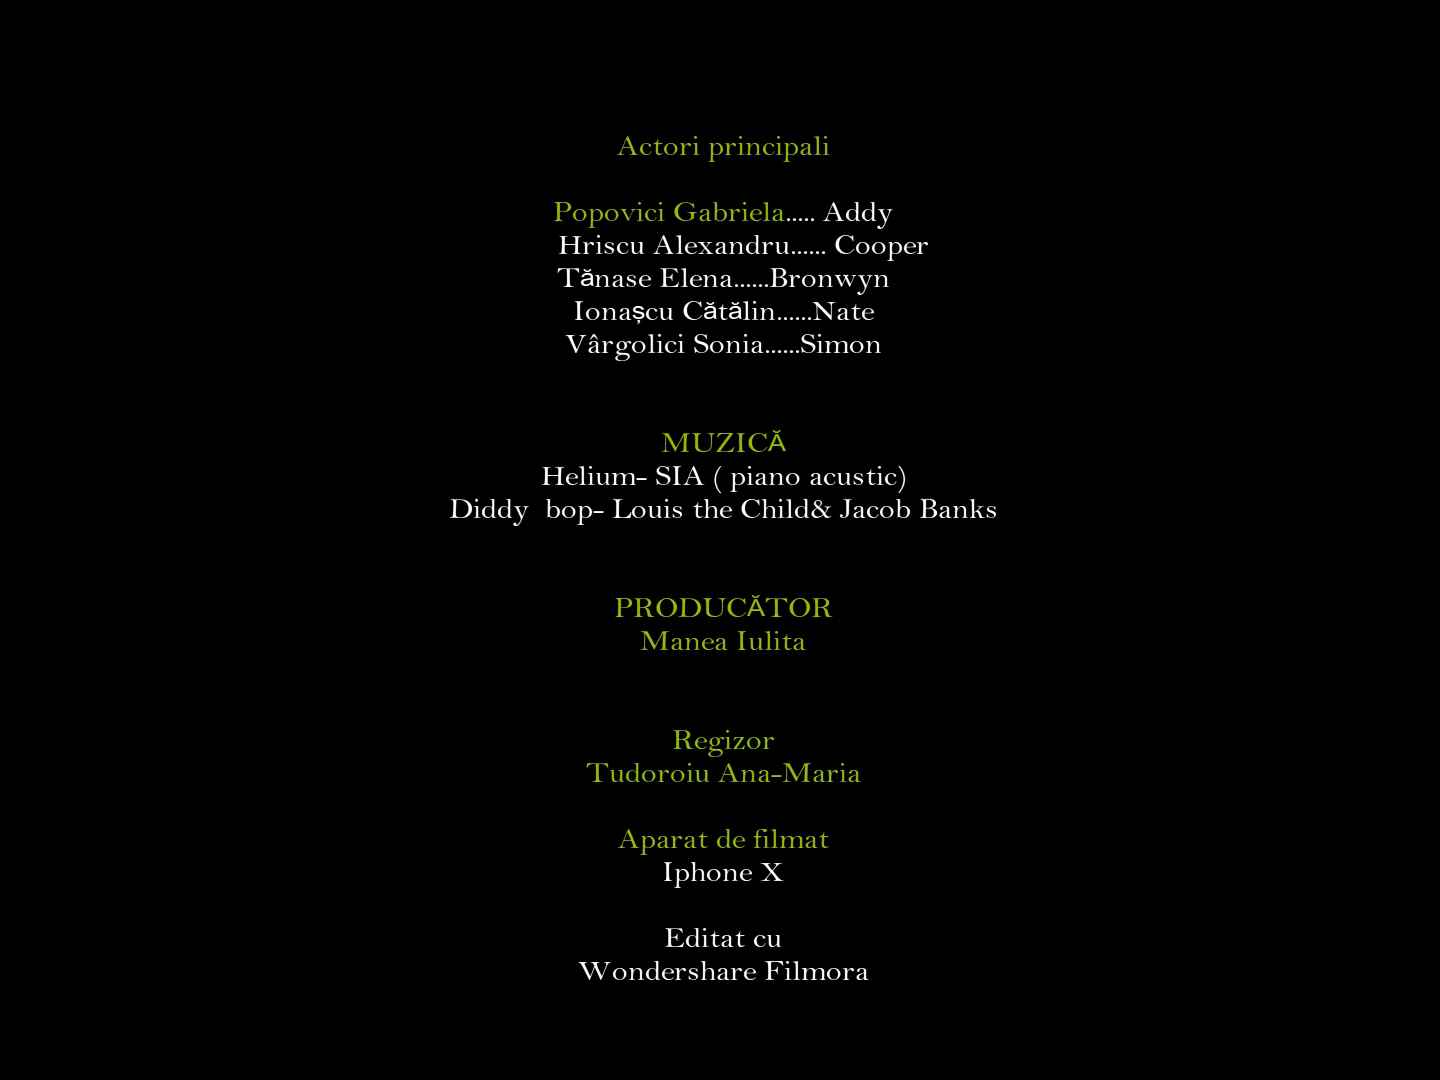 Actori principali
Popovici Gabriela..... Addy
Hriscu Alexandru...... Cooper
Tănase Elena......Bronwyn
Ionașcu Cătălin......Nate
Vârgolici Sonia......Simon
MUZICĂ
Helium- SIA ( piano acustic)
Diddy  bop- Louis the Child& Jacob Banks
PRODUCĂTOR
Manea Iulita
Regizor
Tudoroiu Ana-Maria
Aparat de filmat
Iphone X
Editat cu
Wondershare Filmora